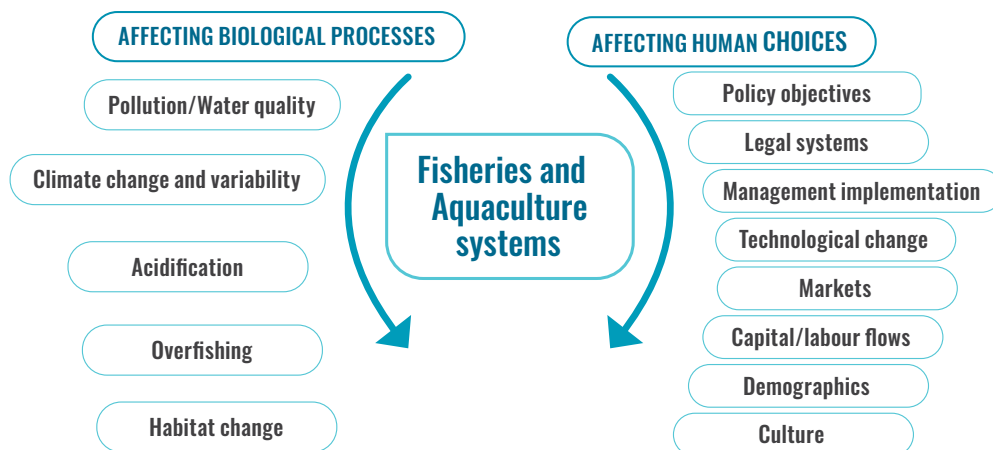 AFFECTING BIOLOGICAL PROCESSES
Pollution/Water quality
Climate change and variability
Acidification
Overfishing
Habitat change
Fisheries and
Aquaculture
systems
AFFECTING HUMAN CHOICES
Policy objectives
Legal systems
Management implementation
Technological change
Markets
Capital/labour flows
Demographics
Culture